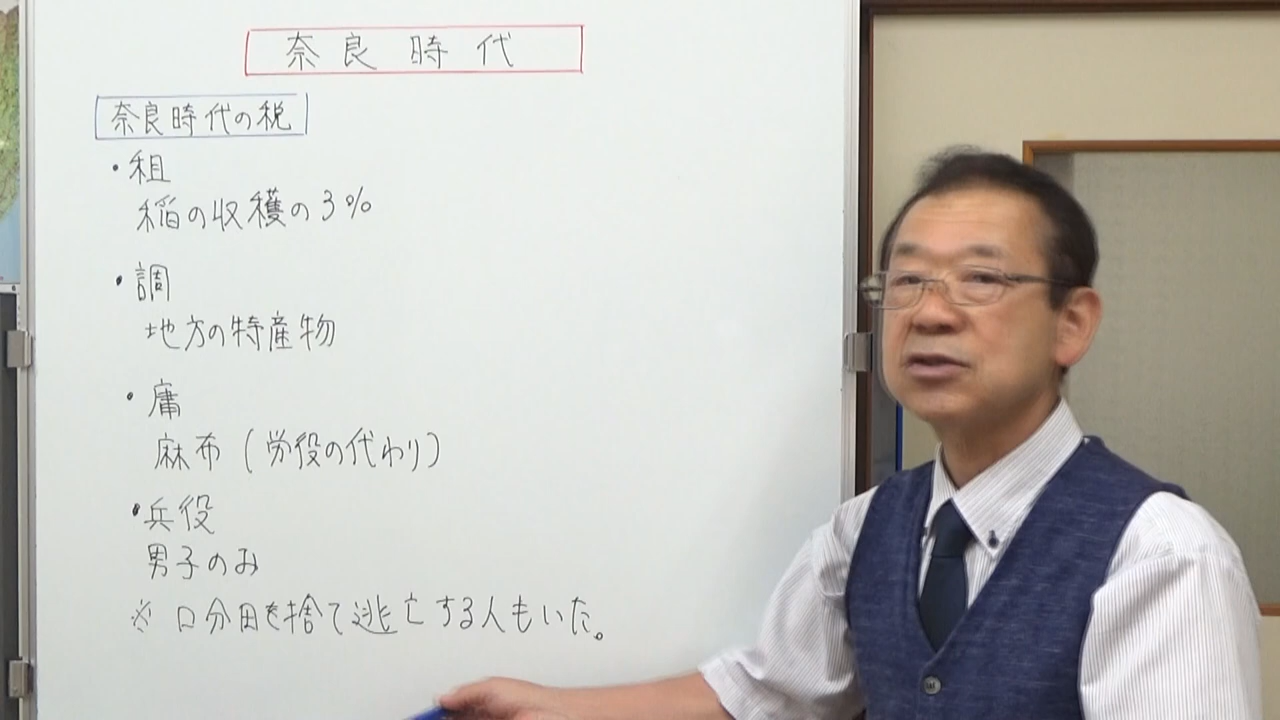 奈良時代
奈良時代の税
・租
稲の収穫の3%
・調
地方の特産物
・庸
麻布(労役の代わり)
・兵役
男子のみ
※口分田を捨て逃亡する人もいた。